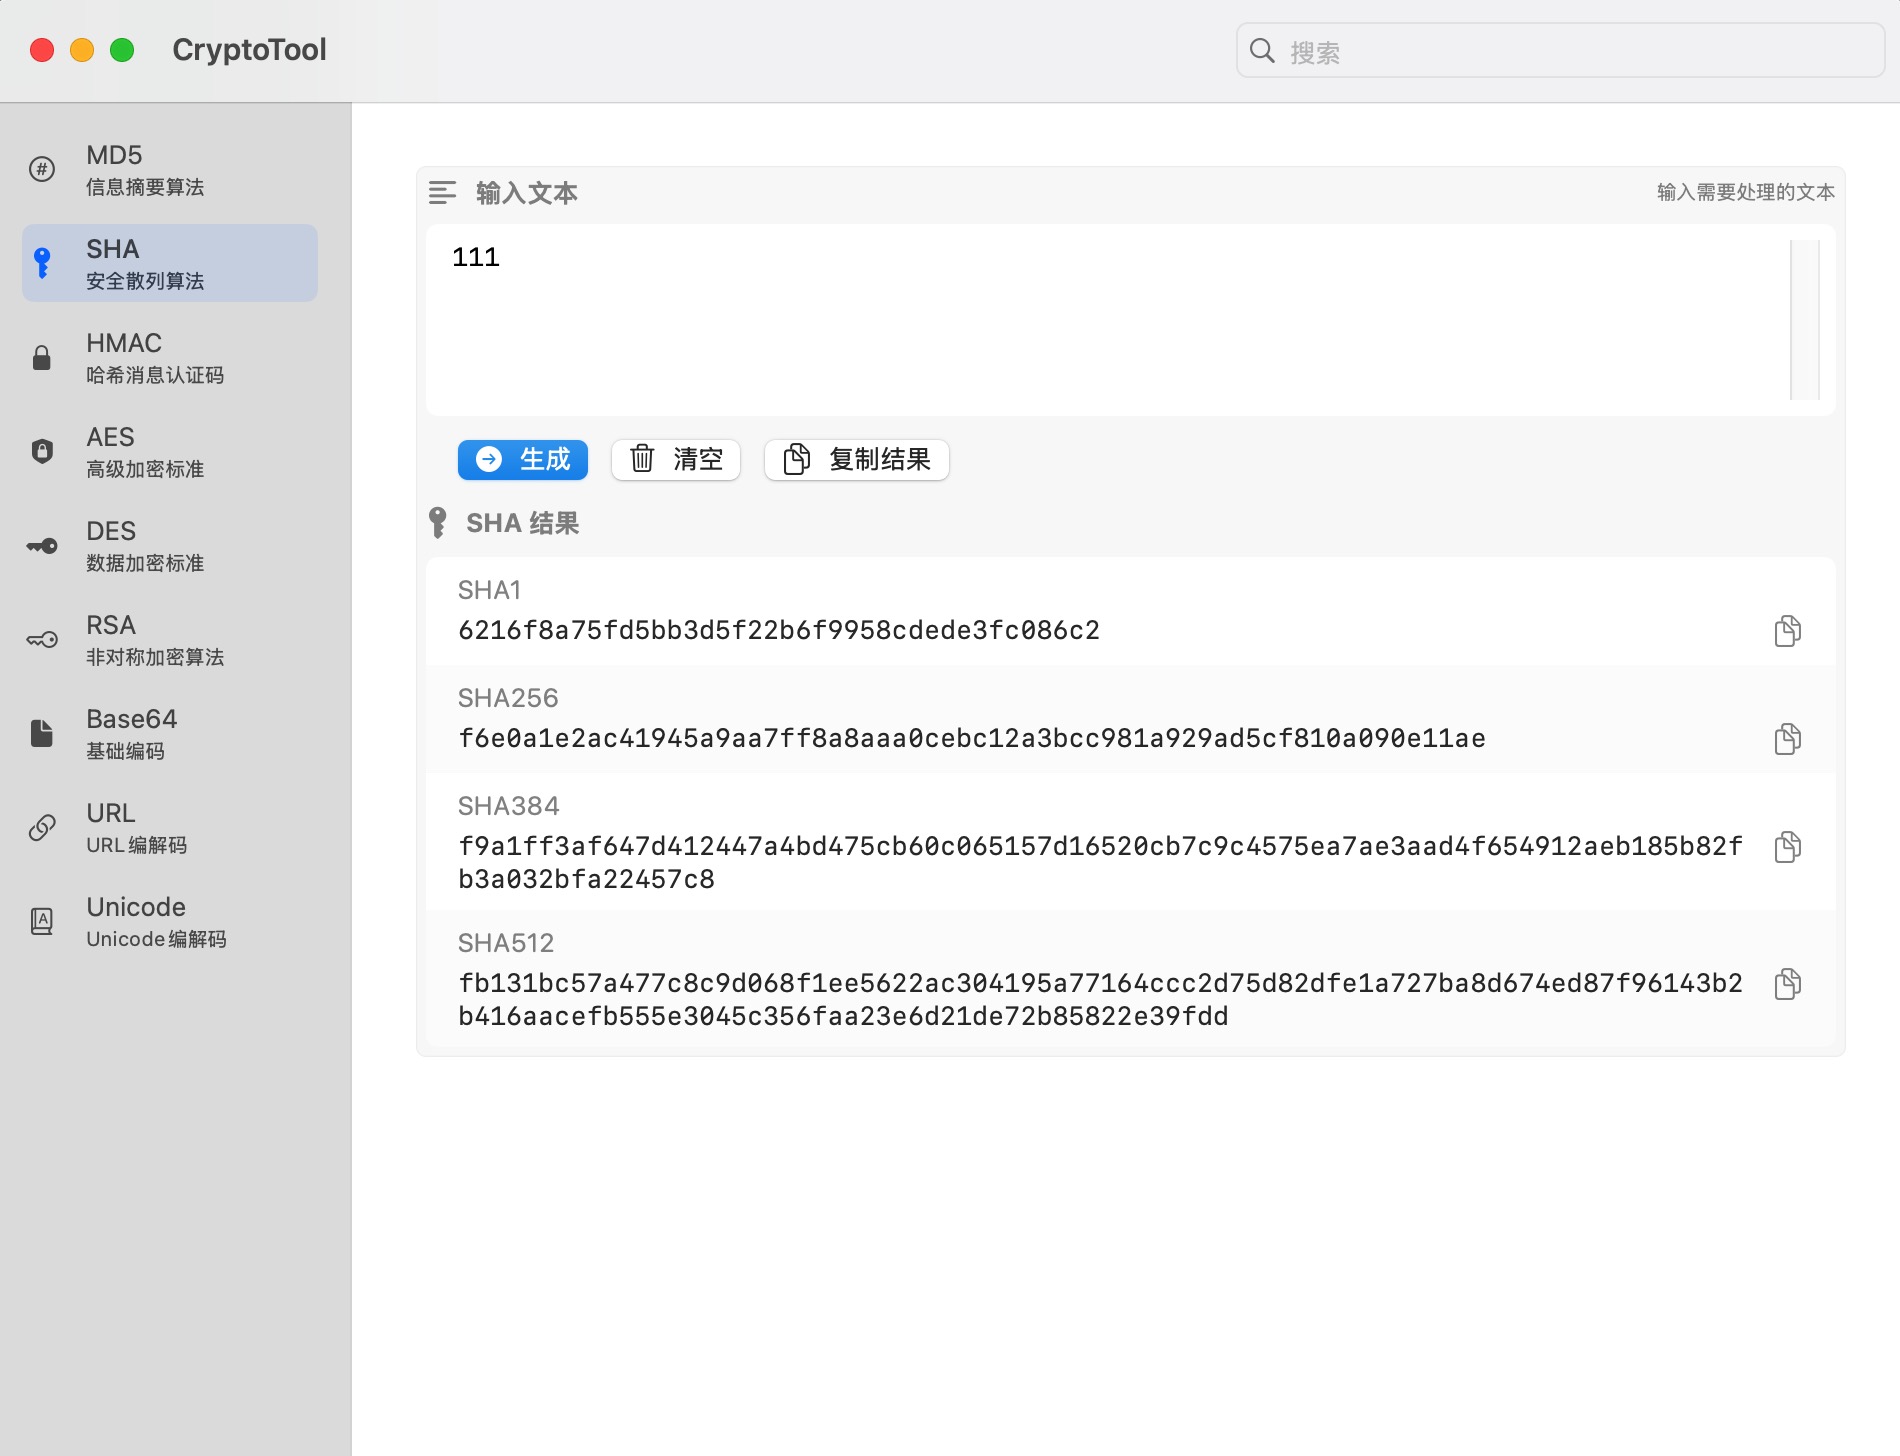 CryptoTool
搜索
MD5
信息摘要算法
SHA
安全散列算法
HMAC
哈希消息认证码
AES
高级加密标准
DES
数据加密标准
RSA
非对称加密算法
Base64
基础编码
URL
URL编解码
Unicode
Unicode编解码
输入文本
输入需要处理的文本
111
生成
清空
复制结果
SHA 结果
SHA1
6216f8a75fd5bb3d5f22b6f9958cdede3fc086c2
SHA256
f6e0a1e2ac41945a9aa7ff8a8aaa0cebc12a3bcc981a929ad5cf810a090e11ae
SHA384
f9a1ff3af647d412447a4bd475cb60c065157d16520cb7c9c4575ea7ae3aad4f654912aeb185b82f
b3a032bfa22457c8
SHA512
fb131bc57a477c8c9d068f1ee5622ac304195a77164ccc2d75d82dfe1a727ba8d674ed87f96143b2
b416aacefb555e3045c356faa23e6d21de72b85822e39fdd